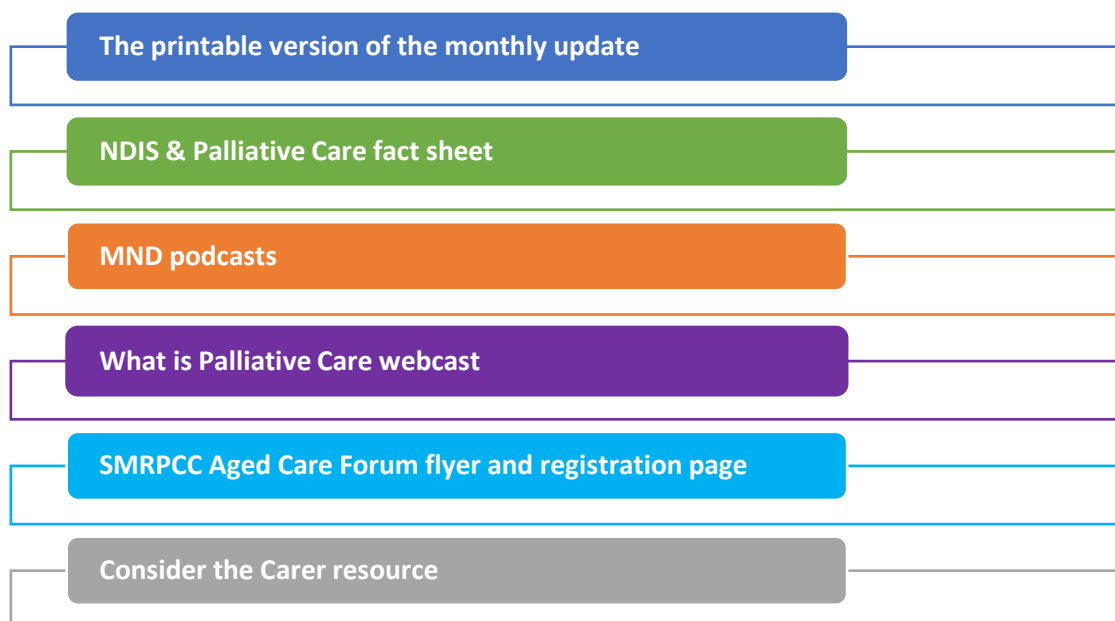 The printable version of the monthly update
NDIS & Palliative Care fact sheet
MND podcasts
What is Palliative Care webcast
SMRPCC Aged Care Forum flyer and registration page
Consider the Carer resource